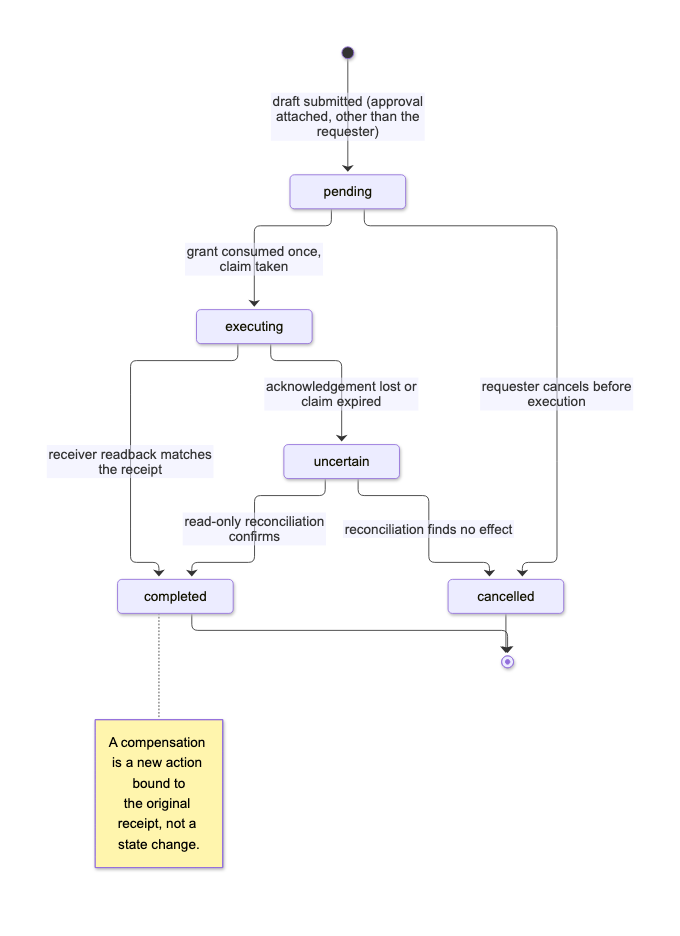 draft submitted (approval
attached, other than the
requester)
pending
grant consumed once,
claim taken
executing
acknowledgement lost or
claim expired
requester cancels before
execution
receiver readback matches
the receipt
uncertain
read-only reconciliation
confirms
reconciliation finds no effect
completed
cancelled
A compensation
is a new action
bound to
the original
receipt, not a
state change.